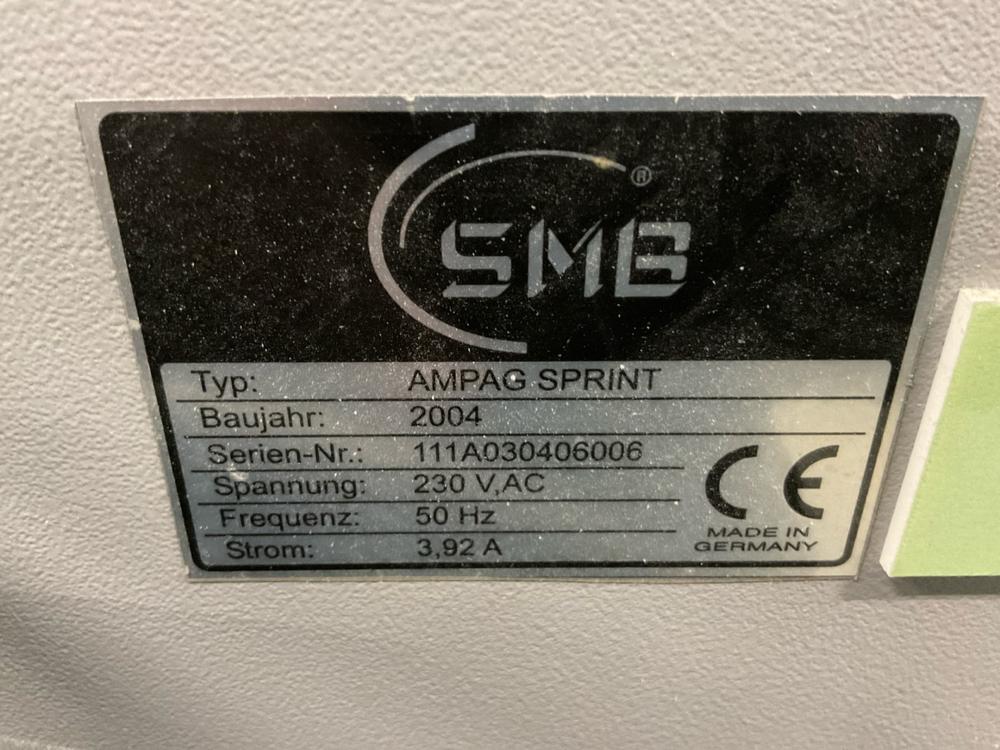 SMB®
Typ: AMPAG SPRINT
Baujahr: 2004
Serien-Nr.: 111A030406006
Spannung: 230 V,AC
Frequenz: 50 Hz
Strom: 3,92 A
CE
MADE IN
GERMANY